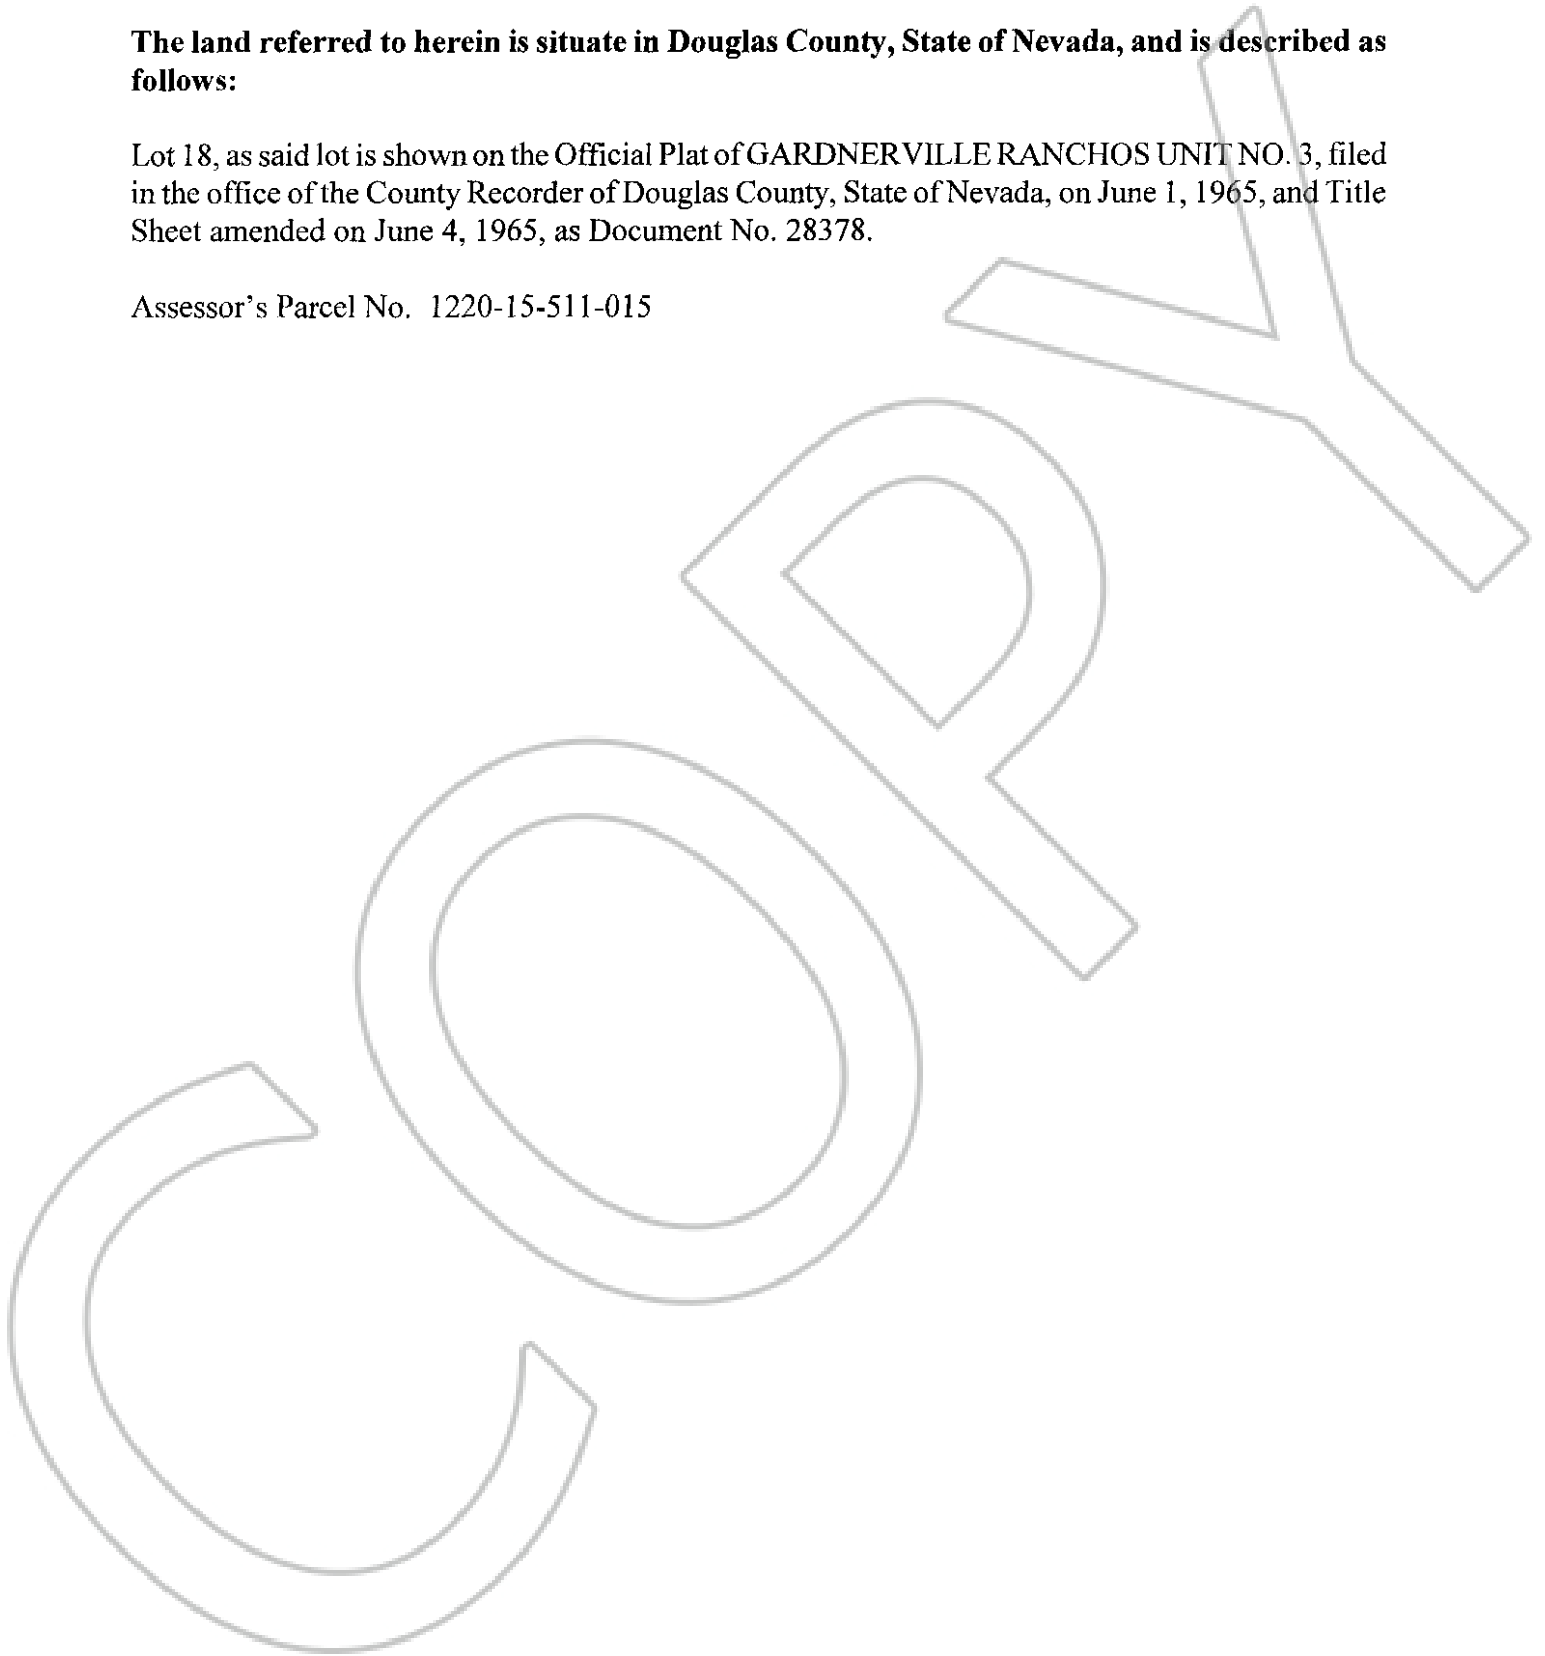 The land referred to herein is situate in Douglas County, State of Nevada, and is described as
follows:
Lot 18, as said lot is shown on the Official Plat of GARDNERVILLE RANCHOS UNIT NO. 3, filed
in the office of the County Recorder of Douglas County, State of Nevada, on June 1, 1965, and Title
Sheet amended on June 4, 1965, as Document No. 28378.
Assessor's Parcel No. 1220-15-511-015
COPY